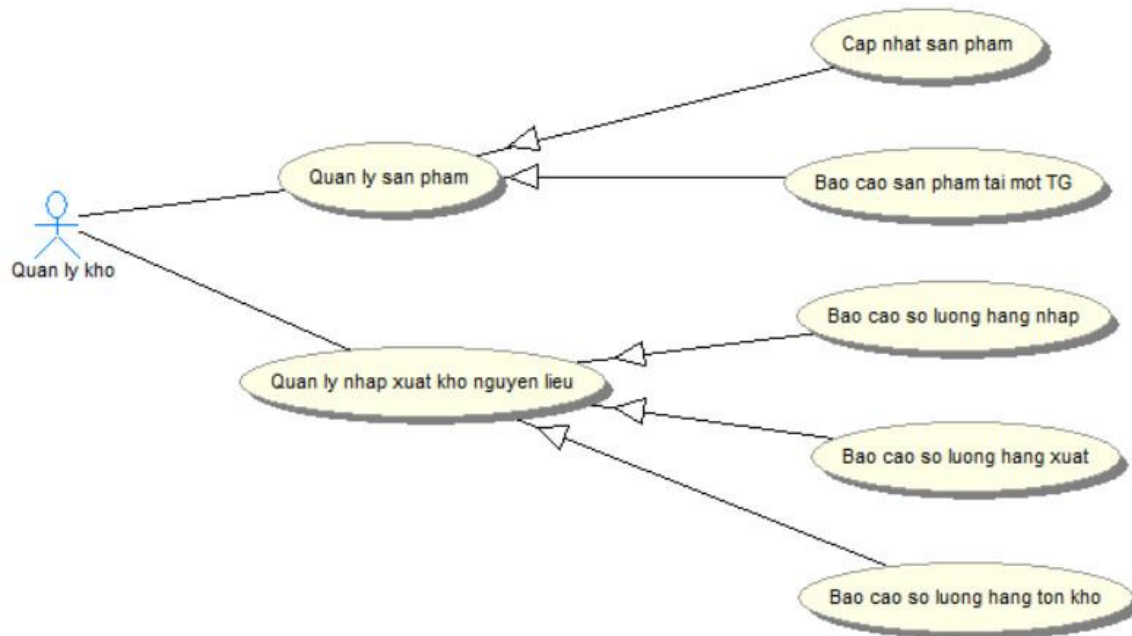 Cap nhat san pham
Quan ly san pham
Bao cao san pham tai mot TG
Quan ly kho
Bao cao so luong hang nhap
Quan ly nhap xuat kho nguyen lieu
Bao cao so luong hang xuat
Bao cao so luong hang ton kho